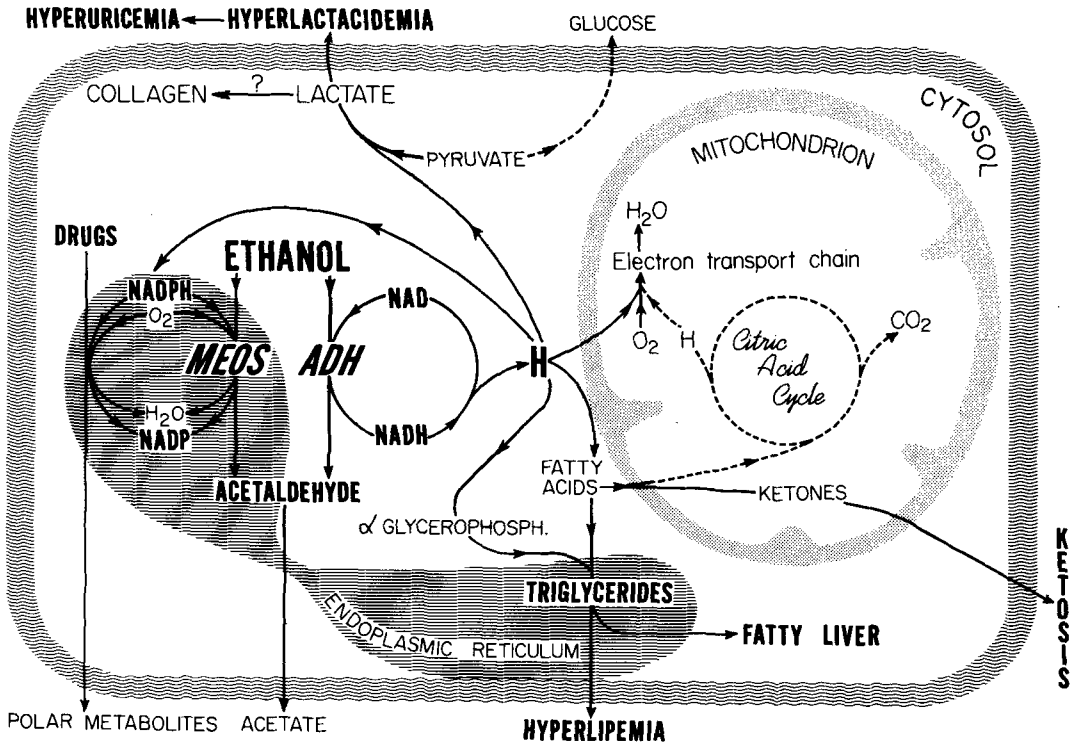 HYPERURICEMIA HYPERLACTACIDEMIA
GLUCOSE
COLLAGEN ? LACTATE
CYTOSOL
PYRUVATE
MITOCHONDRION
H₂O
DRUGS
ETHANOL
Electron transport chain
NADPH
NAD
O₂
CO₂
O₂
H
MEOS ADH
H
Citric
Acid
Cycle
H₂O
NADP
NADH
FATTY
ACIDS
ACETALDEHYDE
KETONES
α GLYCEROPHOSPH.
KETOSIS
TRIGLYCERIDES
ENDOPLASMIC RETICULUM
FATTY LIVER
POLAR METABOLITES ACETATE
HYPERLIPEMIA